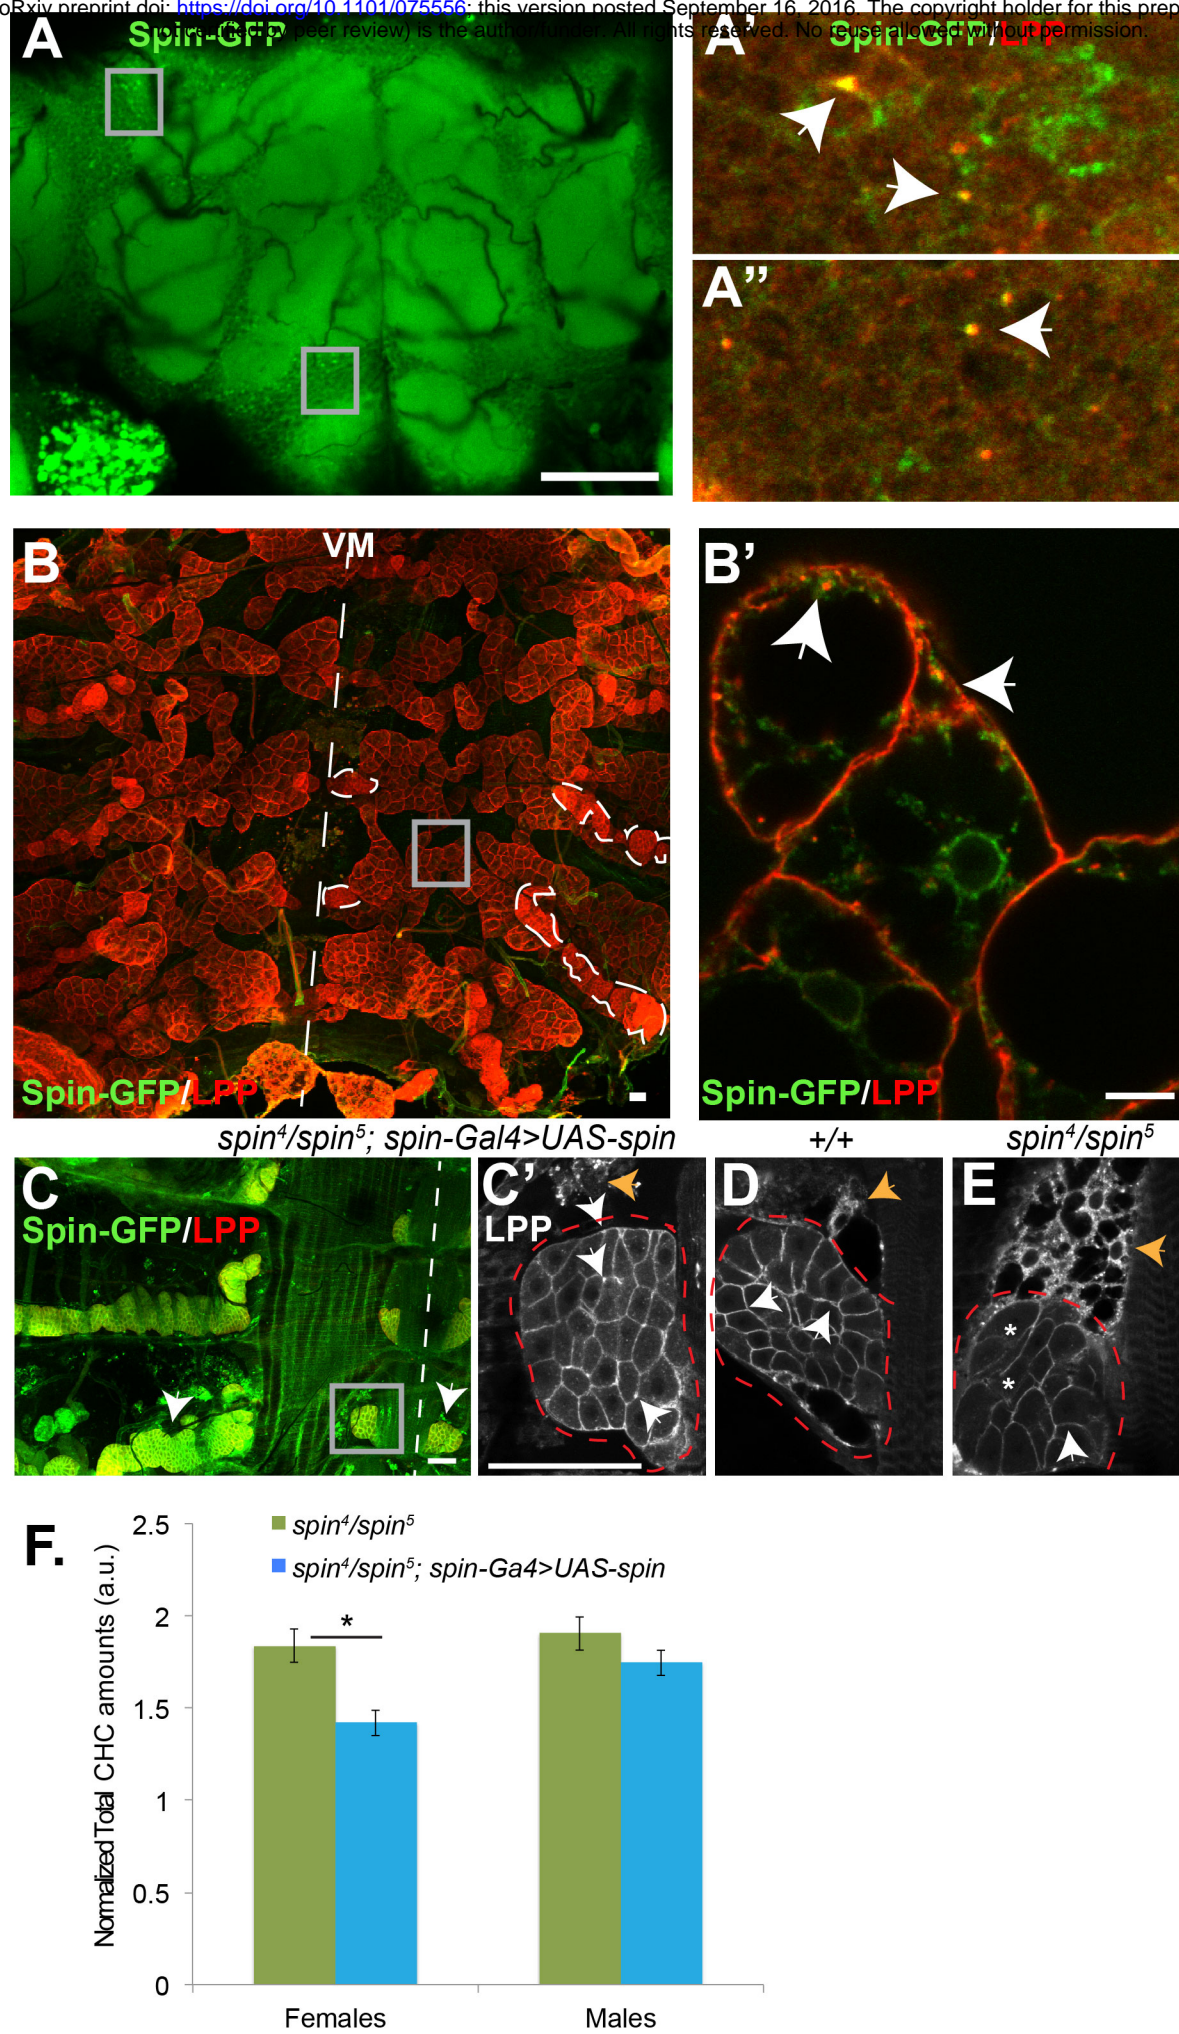 oRxiv preprint doi: https://doi.org/10.1101/075556; this version posted September 16, 2016. The copyright holder for this prep
not certified by peer review) is the author/funder. All rights reserved. No reuse allowed without permission.
A Spin-GFP
A' Spin-GFP/LPP
A”
B VM
B'
Spin-GFP/LPP
Spin-GFP/LPP
spin⁴/spin⁵; spin-Gal4>UAS-spin +/+ spin⁴/spin⁵
C C' D E
Spin-GFP/LPP LPP
* 
*
F.
spin⁴/spin⁵
spin⁴/spin⁵; spin-Ga4>UAS-spin
Normalized Total CHC amounts (a.u.)
2.5
2
1.5
1
0.5
0
*
Females Males